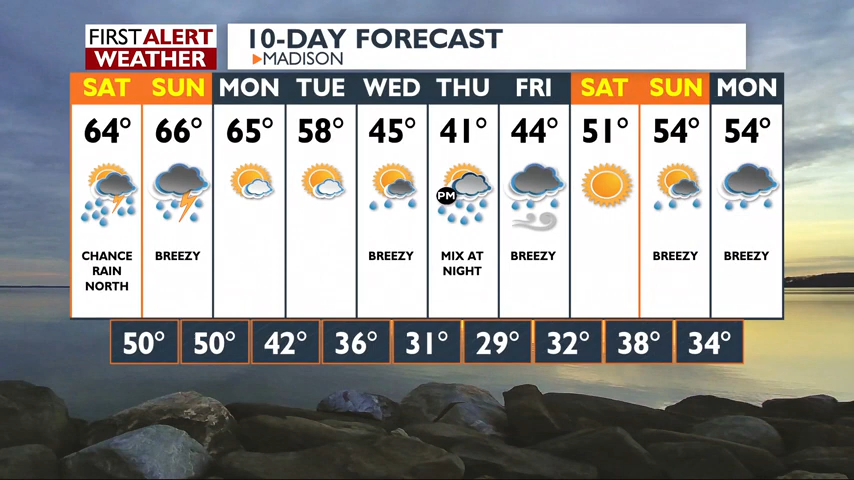 FIRST ALERT
WEATHER
10-DAY FORECAST
MADISON
SAT SUN MON TUE WED THU FRI SAT SUN MON
64° 66° 65° 58° 45° 41° 44° 51° 54° 54°
PM
CHANCE
RAIN
NORTH
BREEZY
BREEZY
MIX AT
NIGHT
BREEZY
BREEZY
BREEZY
50° 50° 42° 36° 31° 29° 32° 38° 34°